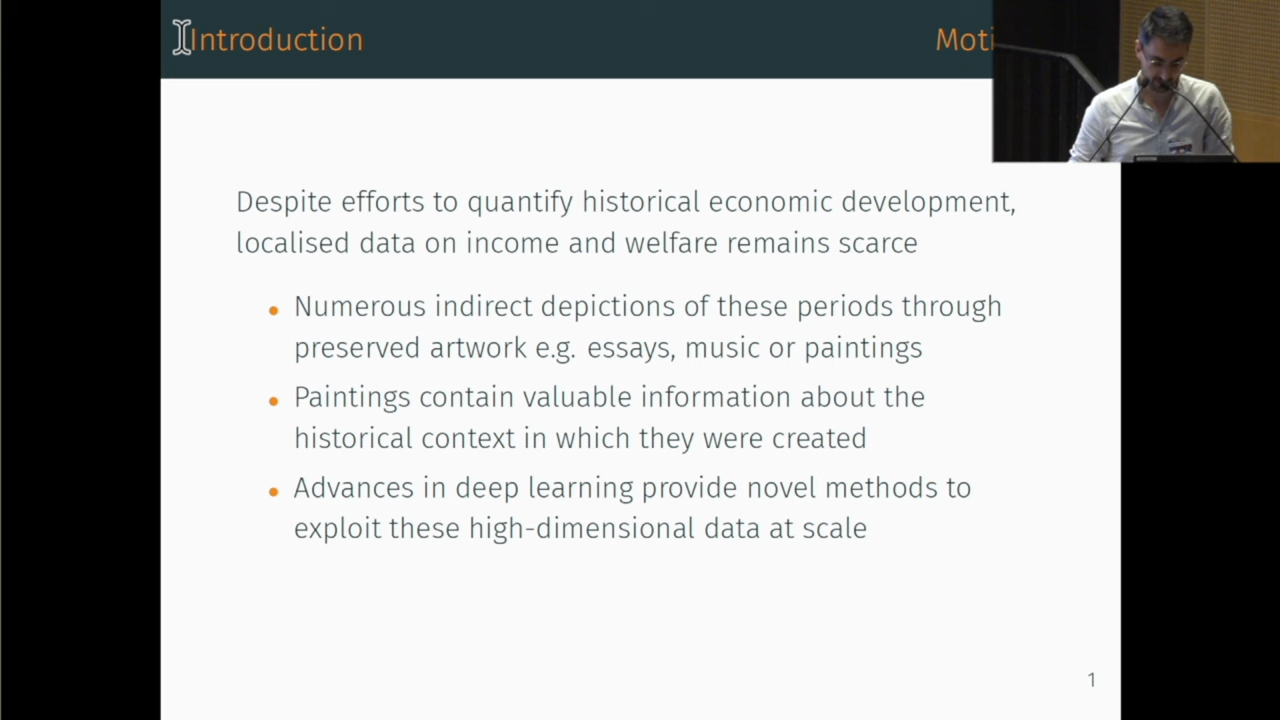 Introduction
Moti
Despite efforts to quantify historical economic development,
localised data on income and welfare remains scarce
• Numerous indirect depictions of these periods through
preserved artwork e.g. essays, music or paintings
• Paintings contain valuable information about the
historical context in which they were created
• Advances in deep learning provide novel methods to
exploit these high-dimensional data at scale
1